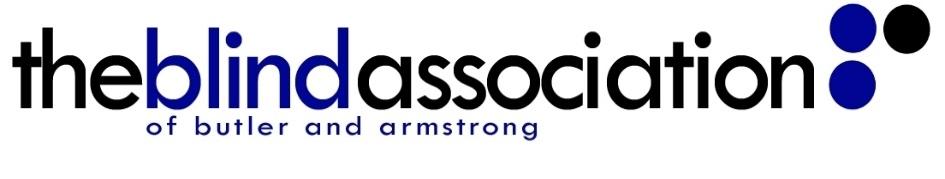 theblindassociation
of butler and armstrong